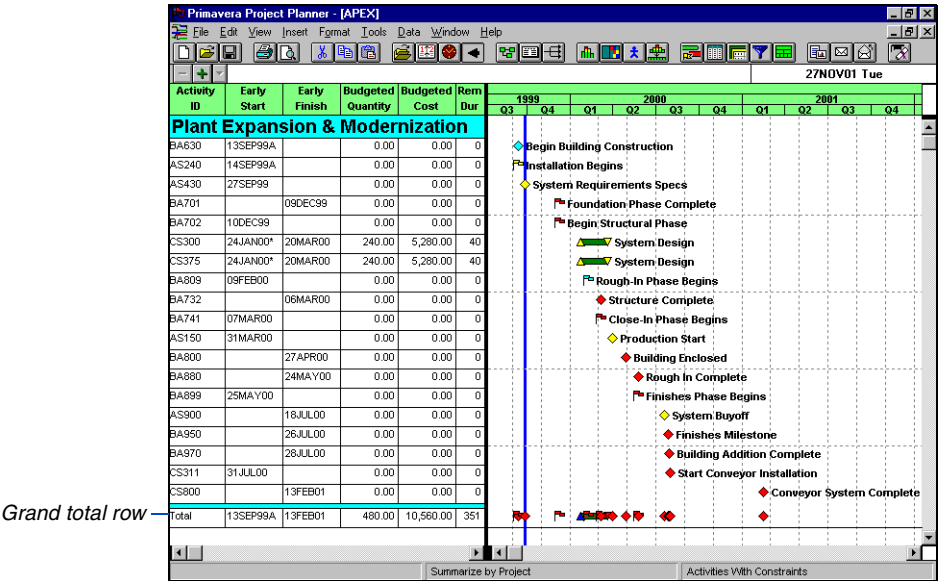 Primavera Project Planner - [APEX]
File Edit View Insert Format Tools Data Window Help
27NOV01 Tue
Activity ID Early Start Early Finish Budgeted Quantity Budgeted Cost Rem Dur
1999 2000 2001
Q3 Q4 Q1 Q2 Q3 Q4 Q1 Q2 Q3 Q4
Plant Expansion & Modernization
BA630 13SEP99A 0.00 0.00 0 Begin Building Construction
AS240 14SEP99A 0.00 0.00 0 Installation Begins
AS430 27SEP99 0.00 0.00 0 System Requirements Specs
BA701 09DEC99 0.00 0.00 0 Foundation Phase Complete
BA702 10DEC99 0.00 0.00 0 Begin Structural Phase
CS300 24JAN00* 20MAR00 240.00 5,280.00 40 System Design
CS375 24JAN00* 20MAR00 240.00 5,280.00 40 System Design
BA809 09FEB00 0.00 0.00 0 Rough-In Phase Begins
BA732 06MAR00 0.00 0.00 0 Structure Complete
BA741 07MAR00 0.00 0.00 0 Close-In Phase Begins
AS150 31MAR00 0.00 0.00 0 Production Start
BA800 27APR00 0.00 0.00 0 Building Enclosed
BA880 24MAY00 0.00 0.00 0 Rough In Complete
BA899 25MAY00 0.00 0.00 0 Finishes Phase Begins
AS900 18JUL00 0.00 0.00 0 System Buyoff
BA950 26JUL00 0.00 0.00 0 Finishes Milestone
BA970 28JUL00 0.00 0.00 0 Building Addition Complete
CS311 31JUL00 0.00 0.00 0 Start Conveyor Installation
CS800 13FEB01 0.00 0.00 0 Conveyor System Complete
Grand total row
Total 13SEP99A 13FEB01 480.00 10,560.00 351
Summarize by Project Activities With Constraints